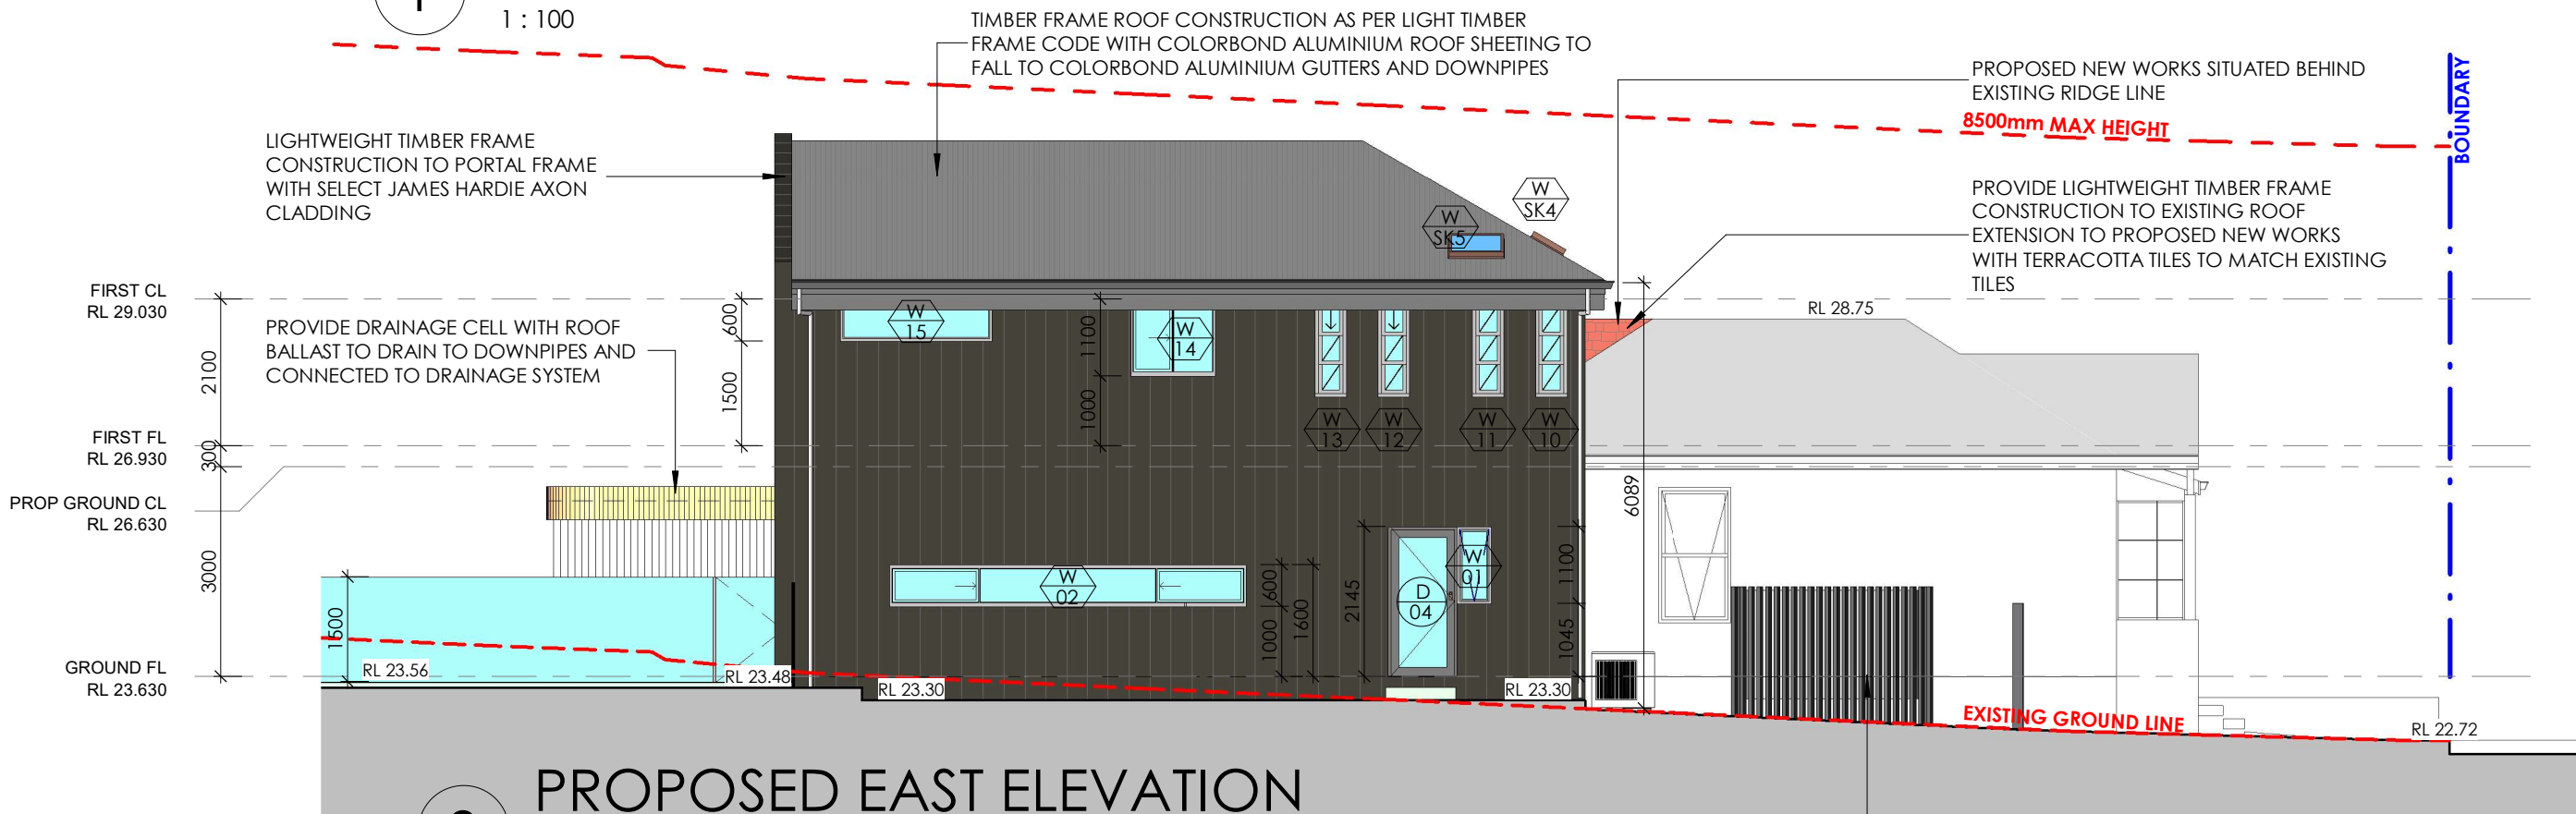 1
1 : 100
TIMBER FRAME ROOF CONSTRUCTION AS PER LIGHT TIMBER
FRAME CODE WITH COLORBOND ALUMINIUM ROOF SHEETING TO
FALL TO COLORBOND ALUMINIUM GUTTERS AND DOWNPIPES
PROPOSED NEW WORKS SITUATED BEHIND
EXISTING RIDGE LINE
BOUNDARY
8500mm MAX HEIGHT
LIGHTWEIGHT TIMBER FRAME
CONSTRUCTION TO PORTAL FRAME
WITH SELECT JAMES HARDIE AXON
CLADDING
PROVIDE LIGHTWEIGHT TIMBER FRAME
CONSTRUCTION TO EXISTING ROOF
EXTENSION TO PROPOSED NEW WORKS
WITH TERRACOTTA TILES TO MATCH EXISTING
TILES
W
SK4
W
SK5
FIRST CL
RL 29.030
RL 28.75
PROVIDE DRAINAGE CELL WITH ROOF
BALLAST TO DRAIN TO DOWNPIPES AND
CONNECTED TO DRAINAGE SYSTEM
2100
600
1500
W
15
1100
1000
W
14
W
13
W
12
W
11
W
10
FIRST FL
RL 26.930
300
PROP GROUND CL
RL 26.630
3000
6089
1500
W
02
600
1000
1600
2145
D
04
W
01
1100
1045
GROUND FL
RL 23.630
RL 23.56
RL 23.48
RL 23.30
RL 23.30
EXISTING GROUND LINE
RL 22.72
PROPOSED EAST ELEVATION